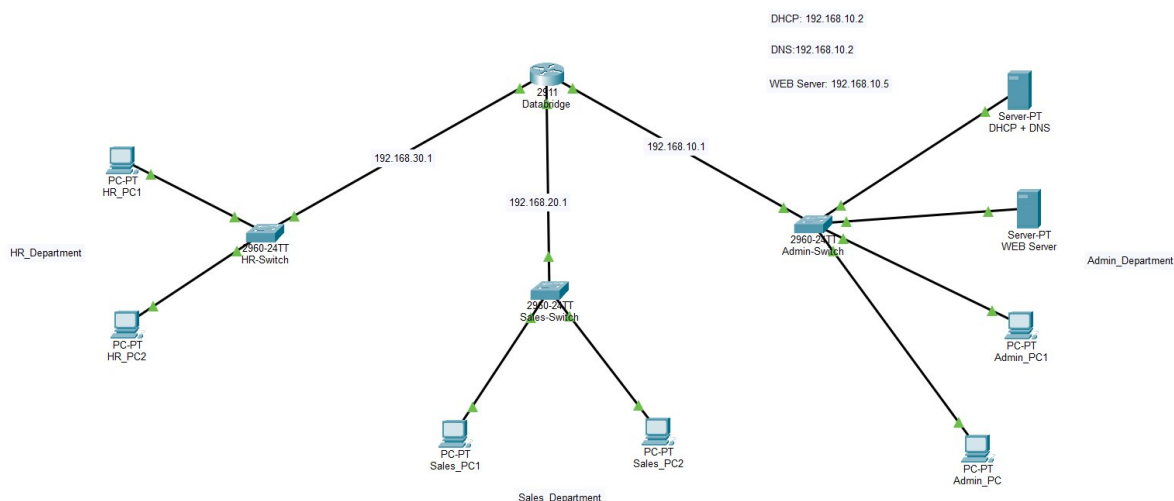 DHCP: 192.168.10.2
DNS:192.168.10.2
WEB Server: 192.168.10.5
2911
Databridge
Server-PT
DHCP + DNS
192.168.30.1
192.168.10.1
192.168.20.1
PC-PT
HR_PC1
2960-24TT
HR-Switch
HR_Department
PC-PT
HR_PC2
2960-24TT
Sales-Switch
PC-PT
Sales_PC1
PC-PT
Sales_PC2
Sales_Department
2960-24TT
Admin-Switch
Server-PT
WEB Server
Admin_Department
PC-PT
Admin_PC1
PC-PT
Admin_PC